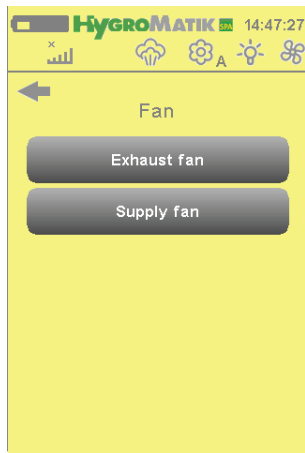 HYGROMATIK SPA 14:47:27
A
Fan
Exhaust fan
Supply fan